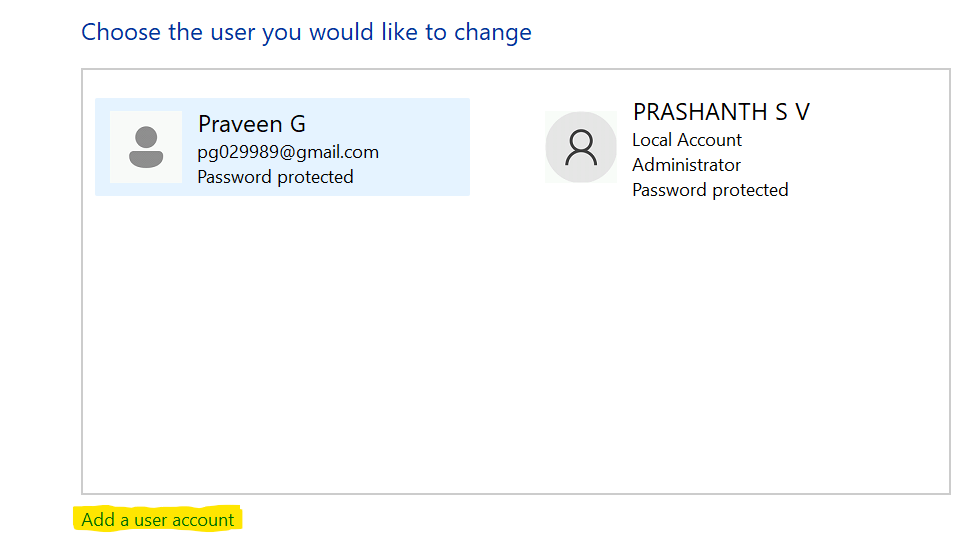 Choose the user you would like to change
Praveen G
pg029989@gmail.com
Password protected
PRASHANTH S V
Local Account
Administrator
Password protected
Add a user account